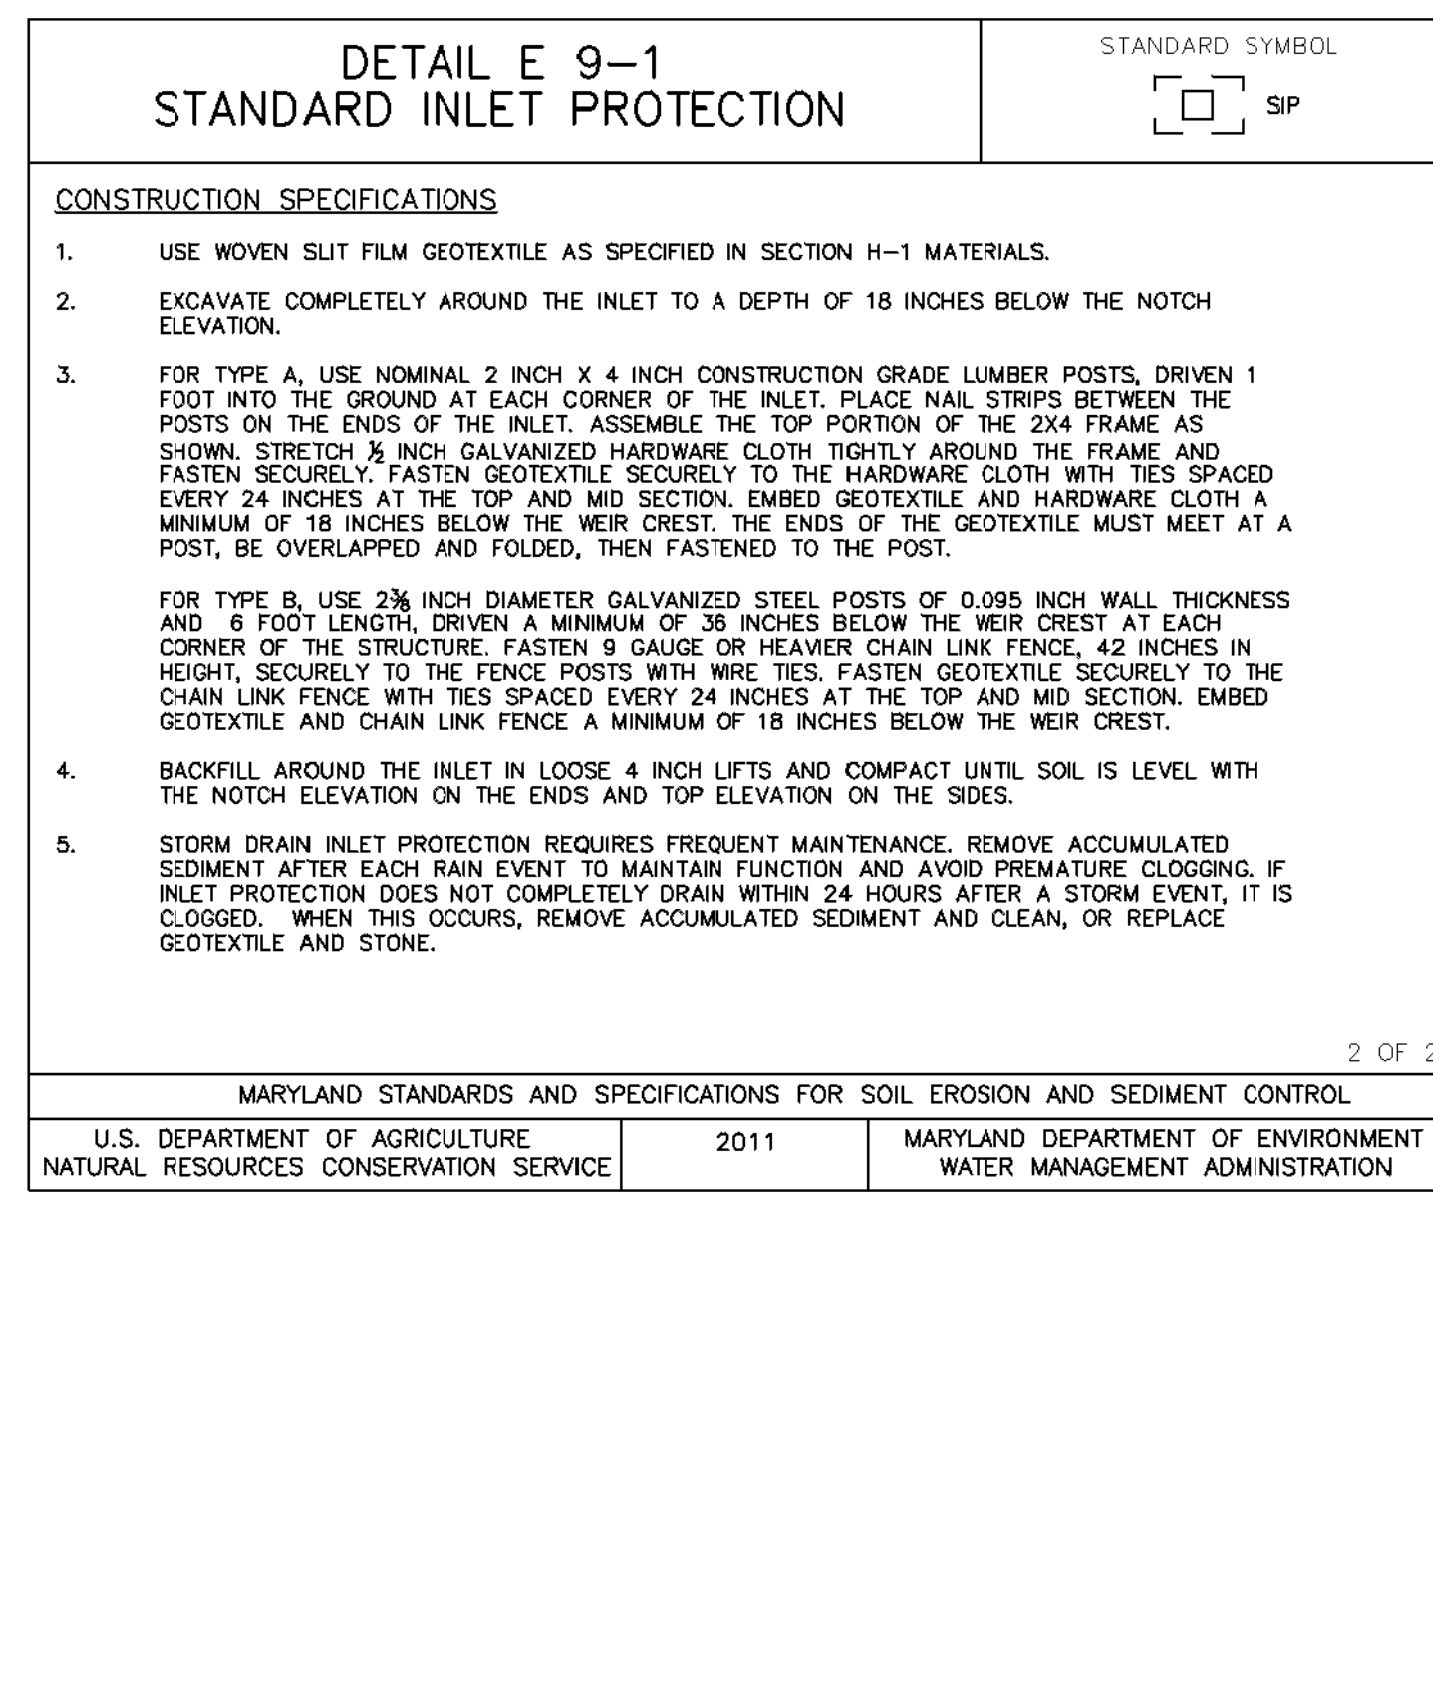 DETAIL E 9-1
STANDARD INLET PROTECTION
STANDARD SYMBOL
SIP
CONSTRUCTION SPECIFICATIONS
1. USE WOVEN SLIT FILM GEOTEXTILE AS SPECIFIED IN SECTION H-1 MATERIALS.
2. EXCAVATE COMPLETELY AROUND THE INLET TO A DEPTH OF 18 INCHES BELOW THE NOTCH
ELEVATION.
3. FOR TYPE A, USE NOMINAL 2 INCH X 4 INCH CONSTRUCTION GRADE LUMBER POSTS, DRIVEN 1
FOOT INTO THE GROUND AT EACH CORNER OF THE INLET. PLACE NAIL STRIPS BETWEEN THE
POSTS ON THE ENDS OF THE INLET. ASSEMBLE THE TOP PORTION OF THE 2X4 FRAME AS
SHOWN. STRETCH ½ INCH GALVANIZED HARDWARE CLOTH TIGHTLY AROUND THE FRAME AND
FASTEN SECURELY. FASTEN GEOTEXTILE SECURELY TO THE HARDWARE CLOTH WITH TIES SPACED
EVERY 24 INCHES AT THE TOP AND MID SECTION. EMBED GEOTEXTILE AND HARDWARE CLOTH A
MINIMUM OF 18 INCHES BELOW THE WEIR CREST. THE ENDS OF THE GEOTEXTILE MUST MEET AT A
POST, BE OVERLAPPED AND FOLDED, THEN FASTENED TO THE POST.
FOR TYPE B, USE 2⅜ INCH DIAMETER GALVANIZED STEEL POSTS OF 0.095 INCH WALL THICKNESS
AND 6 FOOT LENGTH, DRIVEN A MINIMUM OF 36 INCHES BELOW THE WEIR CREST AT EACH
CORNER OF THE STRUCTURE. FASTEN 9 GAUGE OR HEAVIER CHAIN LINK FENCE, 42 INCHES IN
HEIGHT, SECURELY TO THE FENCE POSTS WITH WIRE TIES. FASTEN GEOTEXTILE SECURELY TO THE
CHAIN LINK FENCE WITH TIES SPACED EVERY 24 INCHES AT THE TOP AND MID SECTION. EMBED
GEOTEXTILE AND CHAIN LINK FENCE A MINIMUM OF 18 INCHES BELOW THE WEIR CREST.
4. BACKFILL AROUND THE INLET IN LOOSE 4 INCH LIFTS AND COMPACT UNTIL SOIL IS LEVEL WITH
THE NOTCH ELEVATION ON THE ENDS AND TOP ELEVATION ON THE SIDES.
5. STORM DRAIN INLET PROTECTION REQUIRES FREQUENT MAINTENANCE. REMOVE ACCUMULATED
SEDIMENT AFTER EACH RAIN EVENT TO MAINTAIN FUNCTION AND AVOID PREMATURE CLOGGING. IF
INLET PROTECTION DOES NOT COMPLETELY DRAIN WITHIN 24 HOURS AFTER A STORM EVENT, IT IS
CLOGGED. WHEN THIS OCCURS, REMOVE ACCUMULATED SEDIMENT AND CLEAN, OR REPLACE
GEOTEXTILE AND STONE.
2 OF 2
MARYLAND STANDARDS AND SPECIFICATIONS FOR SOIL EROSION AND SEDIMENT CONTROL
U.S. DEPARTMENT OF AGRICULTURE
NATURAL RESOURCES CONSERVATION SERVICE
2011
MARYLAND DEPARTMENT OF ENVIRONMENT
WATER MANAGEMENT ADMINISTRATION